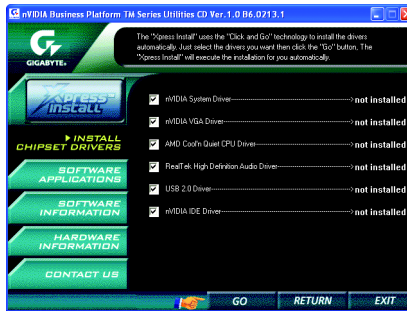 nVIDIA Business Platform TM Series Utilities CD Ver.1.0 B6.0213.1
GIGABYTE™
The "Xpress Install" uses the "Click and Go" technology to install the drivers
automatically. Just select the drivers you want then click the "Go" button, The
"Xpress Install" will execute the installation for you automatically.
Xpress-
Install
INSTALL
CHIPSET DRIVERS
SOFTWARE
APPLICATIONS
SOFTWARE
INFORMATION
HARDWARE
INFORMATION
CONTACT US
nVIDIA System Driver not installed
nVIDIA VGA Driver not installed
AMD Cool'n Quiet CPU Driver not installed
RealTek High Definition Audio Driver not installed
USB 2.0 Driver not installed
nVIDIA IDE Driver not installed
GO RETURN EXIT